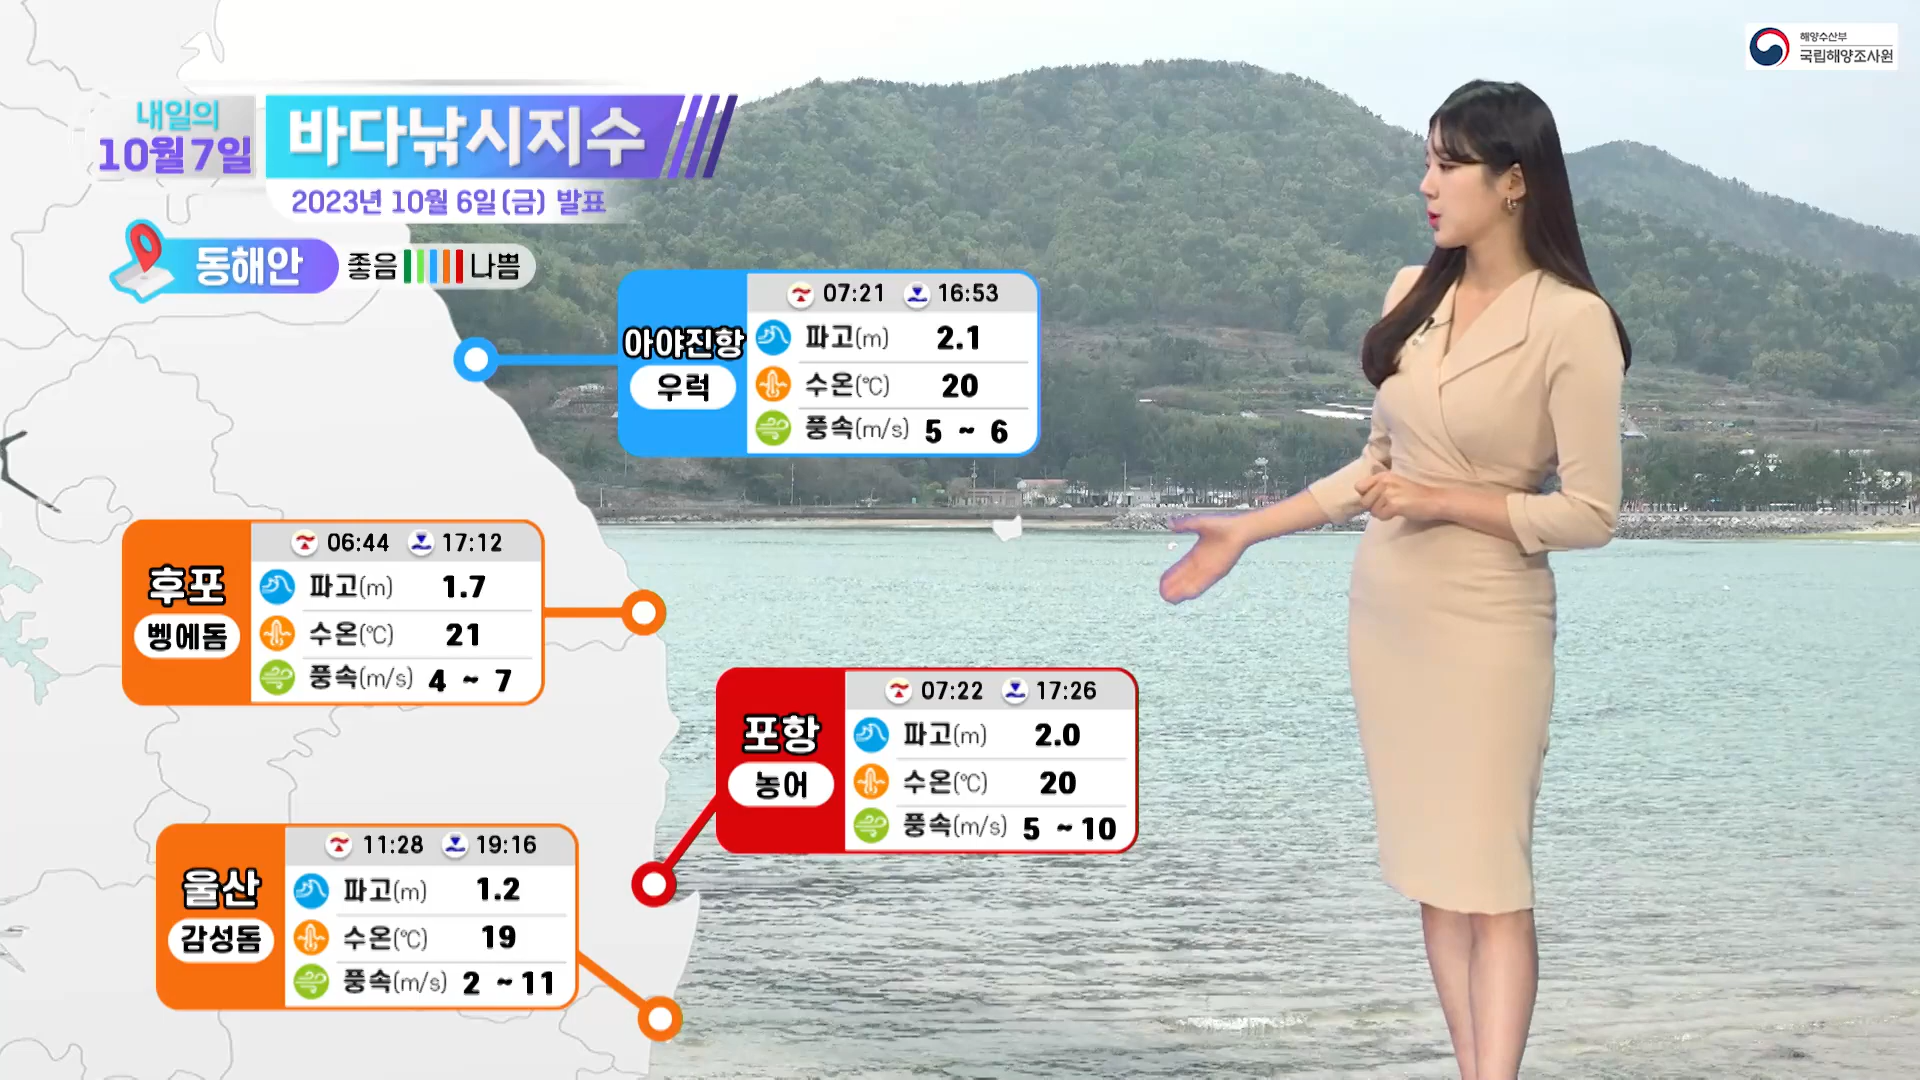 해양수산부
국립해양조사원
내일의
10월 7일
바다낚시지수
2023년 10월 6일(금) 발표
동해안
좋음 나쁨
아야진항
우럭
07:21 16:53
파고(m) 2.1
수온(℃) 20
풍속(m/s) 5 ~ 6
후포
벵에돔
06:44 17:12
파고(m) 1.7
수온(℃) 21
풍속(m/s) 4 ~ 7
포항
농어
07:22 17:26
파고(m) 2.0
수온(℃) 20
풍속(m/s) 5 ~ 10
울산
감성돔
11:28 19:16
파고(m) 1.2
수온(℃) 19
풍속(m/s) 2 ~ 11